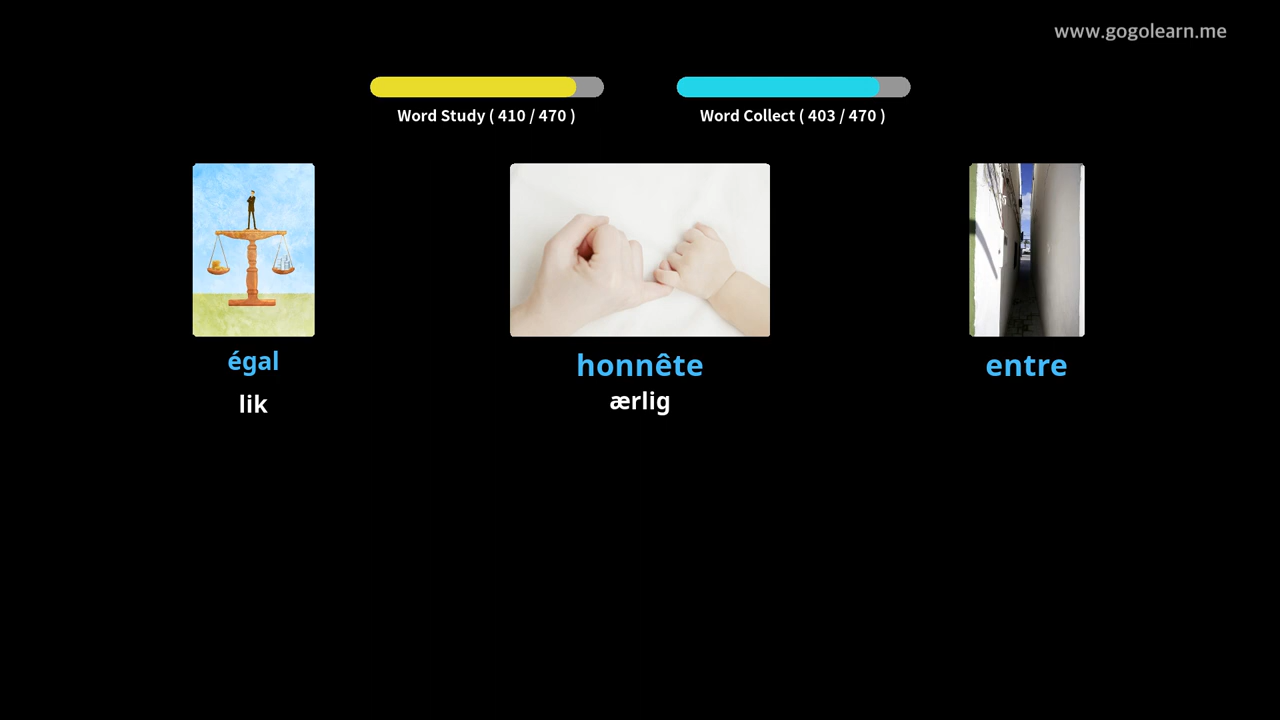 www.gogolearn.me
Word Study ( 410 / 470 )
Word Collect ( 403 / 470 )
égal
lik
honnête
ærlig
entre